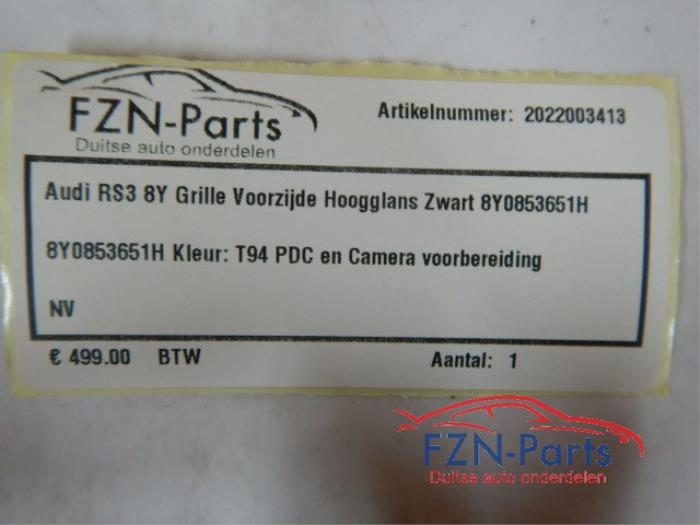 FZN-Parts
Duitse auto onderdelen
Artikelnummer: 2022003413
Audi RS3 8Y Grille Voorzijde Hoogglans Zwart 8Y0853651H
8Y0853651H Kleur: T94 PDC en Camera voorbereiding
NV
€ 499.00 BTW Aantal: 1
FZN-Parts
Duitse auto onderdelen